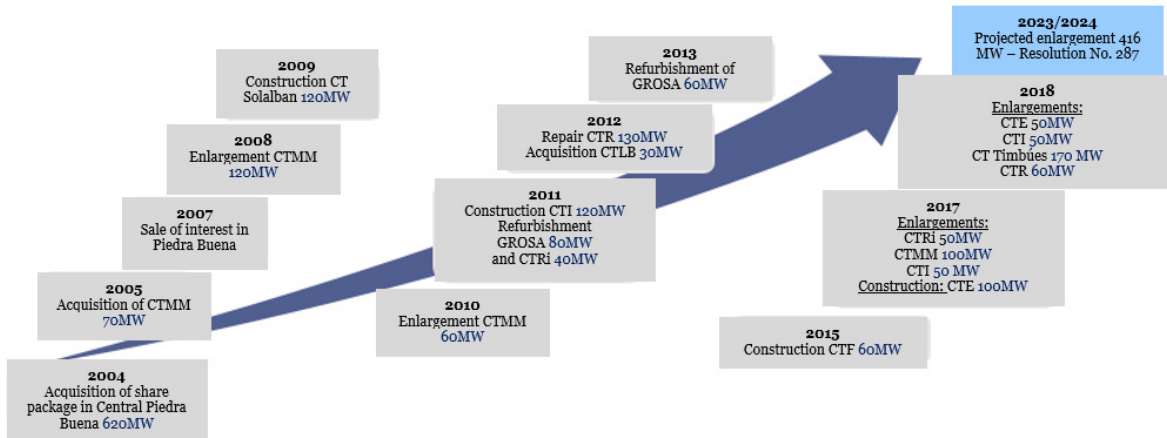 2004
Acquisition of share
package in Central Piedra
Buena 620MW
2005
Acquisition of CTMM
70MW
2007
Sale of interest in
Piedra Buena
2008
Enlargement CTMM
120MW
2009
Construction CT
Solalban 120MW
2010
Enlargement CTMM
60MW
2011
Construction CTI 120MW
Refurbishment
GROSA 80MW
and CTRi 40MW
2012
Repair CTR 130MW
Acquisition CTLB 30MW
2013
Refurbishment of
GROSA 60MW
2015
Construction CTF 60MW
2017
Enlargements:
CTRi 50MW
CTMM 100MW
CTI 50 MW
Construction: CTE 100MW
2018
Enlargements:
CTE 50MW
CTI 50MW
CT Timbúes 170 MW
CTR 60MW
2023/2024
Projected enlargement 416
MW – Resolution No. 287